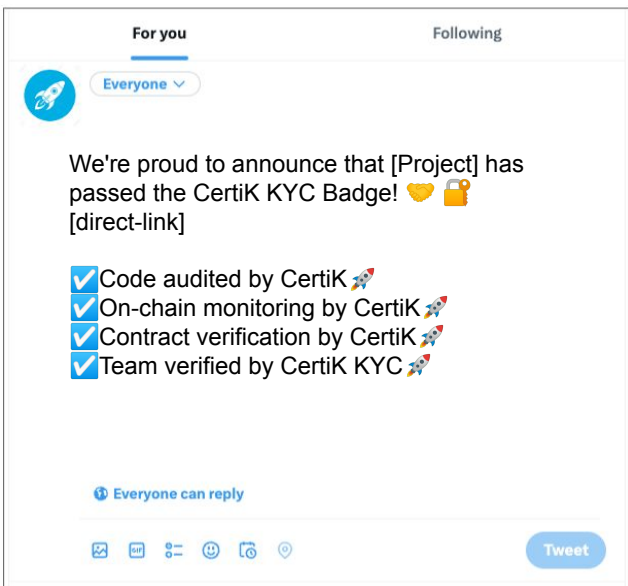 For you
Following
Everyone
We're proud to announce that [Project] has
passed the CertiK KYC Badge! 🤝 🔐
[direct-link]
☑️Code audited by CertiK🚀
☑️On-chain monitoring by CertiK🚀
☑️Contract verification by CertiK🚀
☑️Team verified by CertiK KYC🚀
Everyone can reply
GIF
Tweet